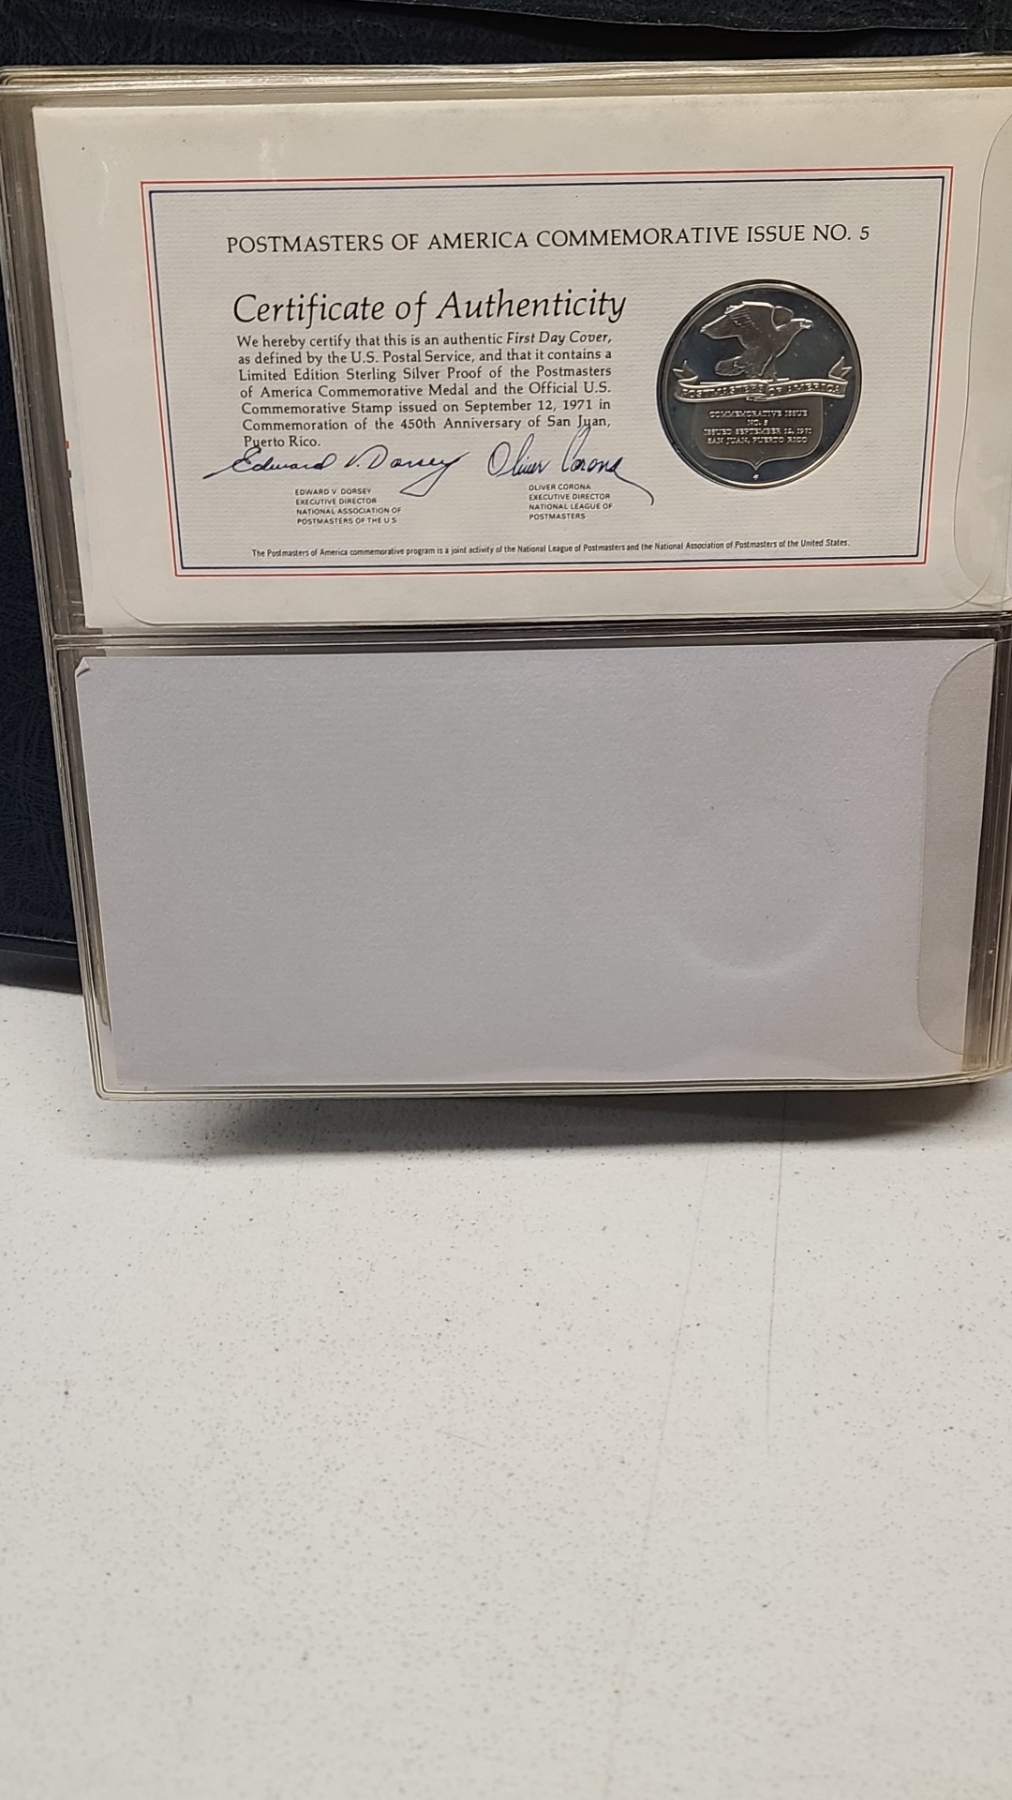 POSTMASTERS OF AMERICA COMMEMORATIVE ISSUE NO. 5
Certificate of Authenticity
We hereby certify that this is an authentic First Day Cover,
as defined by the U.S. Postal Service, and that it contains a
Limited Edition Sterling Silver Proof of the Postmasters
of America Commemorative Medal and the Official U.S.
Commemorative Stamp issued on September 12, 1971 in
Commemoration of the 450th Anniversary of San Juan,
Puerto Rico.
Edward V. Dorsey
Oliver Corona
EDWARD V. DORSEY
EXECUTIVE DIRECTOR
NATIONAL ASSOCIATION OF
POSTMASTERS OF THE U.S.
OLIVER CORONA
EXECUTIVE DIRECTOR
NATIONAL LEAGUE OF
POSTMASTERS
The Postmasters of America commemorative program is a joint activity of the National League of Postmasters and the National Association of Postmasters of the United States.
POSTMASTERS OF AMERICA
COMMEMORATIVE ISSUE
NO. 5
ISSUED SEPTEMBER 12, 1971
SAN JUAN, PUERTO RICO